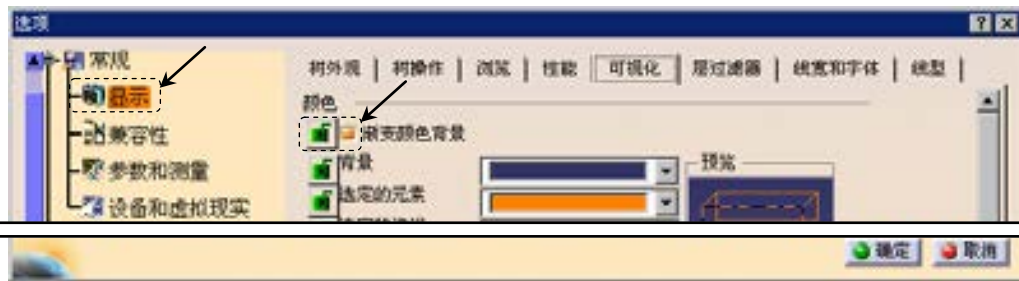 选项
常规
显示
兼容性
参数和测量
设备和虚拟现实
树外观 树操作 浏览 性能 可视化 层过滤器 线宽和字体 线型
颜色
渐变颜色背景
背景
预览
选定的元素
确定 取消